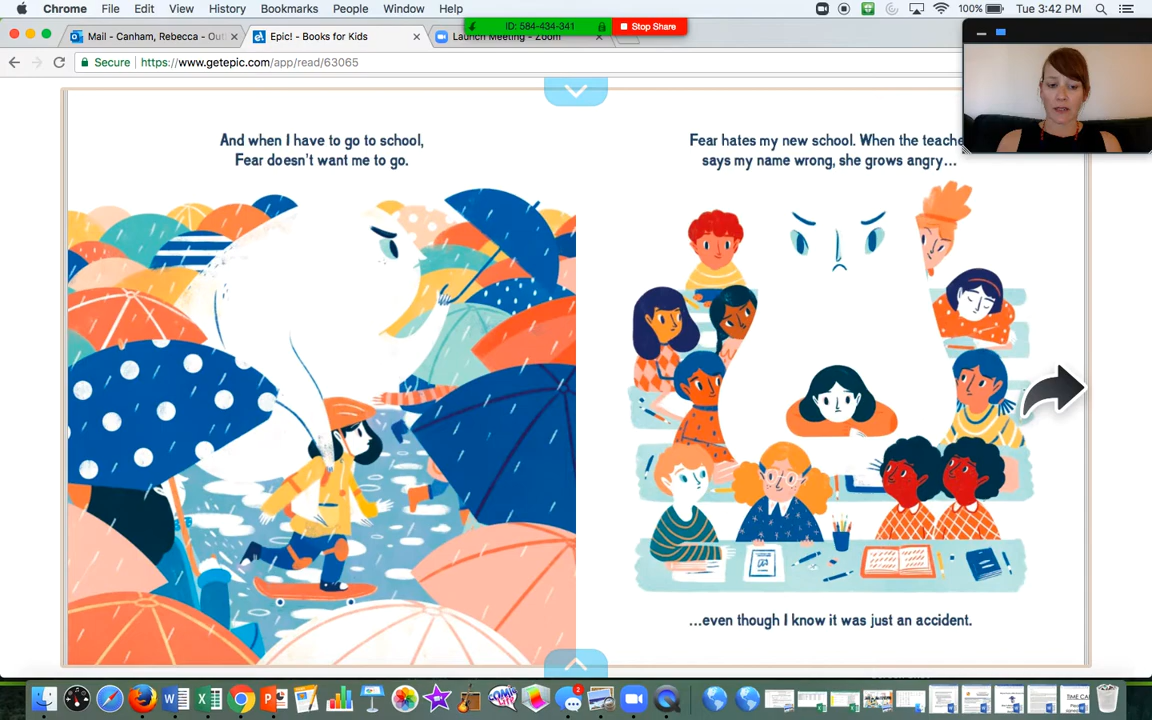 Chrome File Edit View History Bookmarks People Window Help
ID: 584-434-341 Stop Share
100% Tue 3:42 PM
Mail - Canham, Rebecca - Out
Epic! - Books for Kids
Launch Meeting - Zoom
Secure https://www.getepic.com/app/read/63065
And when I have to go to school,
Fear doesn't want me to go.
Fear hates my new school. When the teache
says my name wrong, she grows angry...
...even though I know it was just an accident.
2